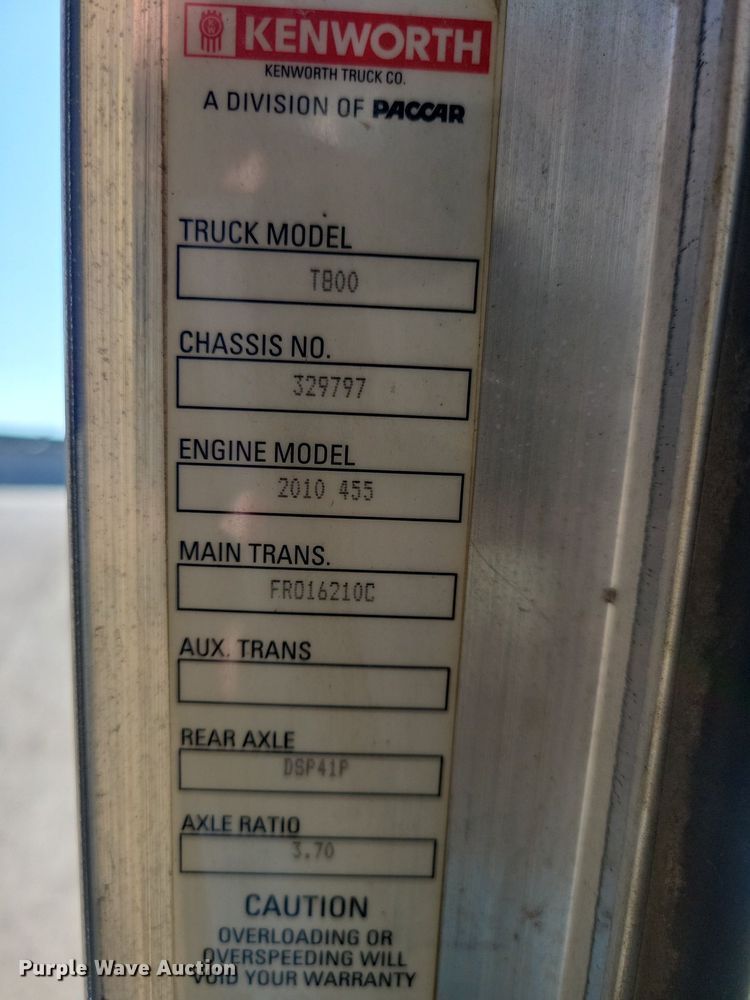 KENWORTH
KENWORTH TRUCK CO.
A DIVISION OF PACCAR
TRUCK MODEL
T800
CHASSIS NO.
329797
ENGINE MODEL
2010 455
MAIN TRANS.
FRO16210C
AUX. TRANS
REAR AXLE
DSP41P
AXLE RATIO
3.70
CAUTION
OVERLOADING OR
OVERSPEEDING WILL
VOID YOUR WARRANTY
Purple Wave Auction